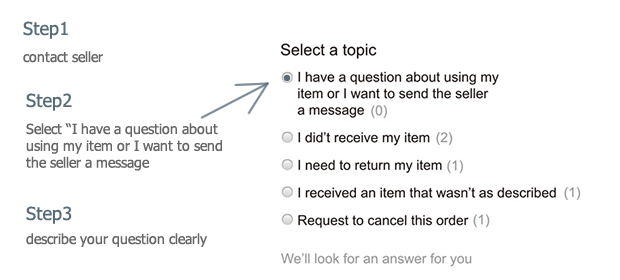 Step1
contact seller
Step2
Select “I have a question about
using my item or I want to send
the seller a message
Step3
describe your question clearly
Select a topic
I have a question about using my
item or I want to send the seller
a message (0)
I didn't receive my item (2)
I need to return my item (1)
I received an item that wasn't as described (1)
Request to cancel this order (1)
We'll look for an answer for you